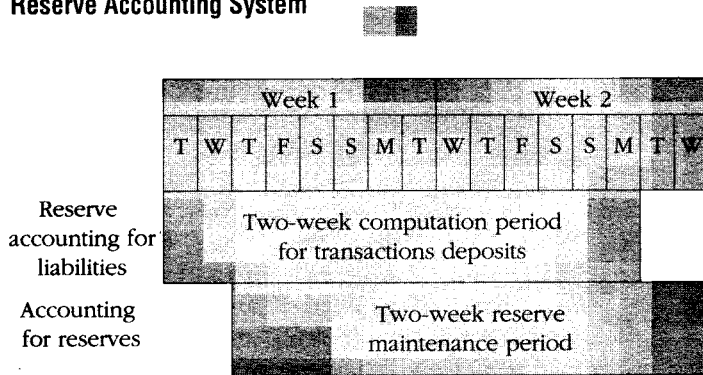 Reserve Accounting System
Week 1 Week 2
T W T F S S M T W T F S S M T W
Reserve
accounting for
liabilities
Two-week computation period
for transactions deposits
Accounting
for reserves
Two-week reserve
maintenance period